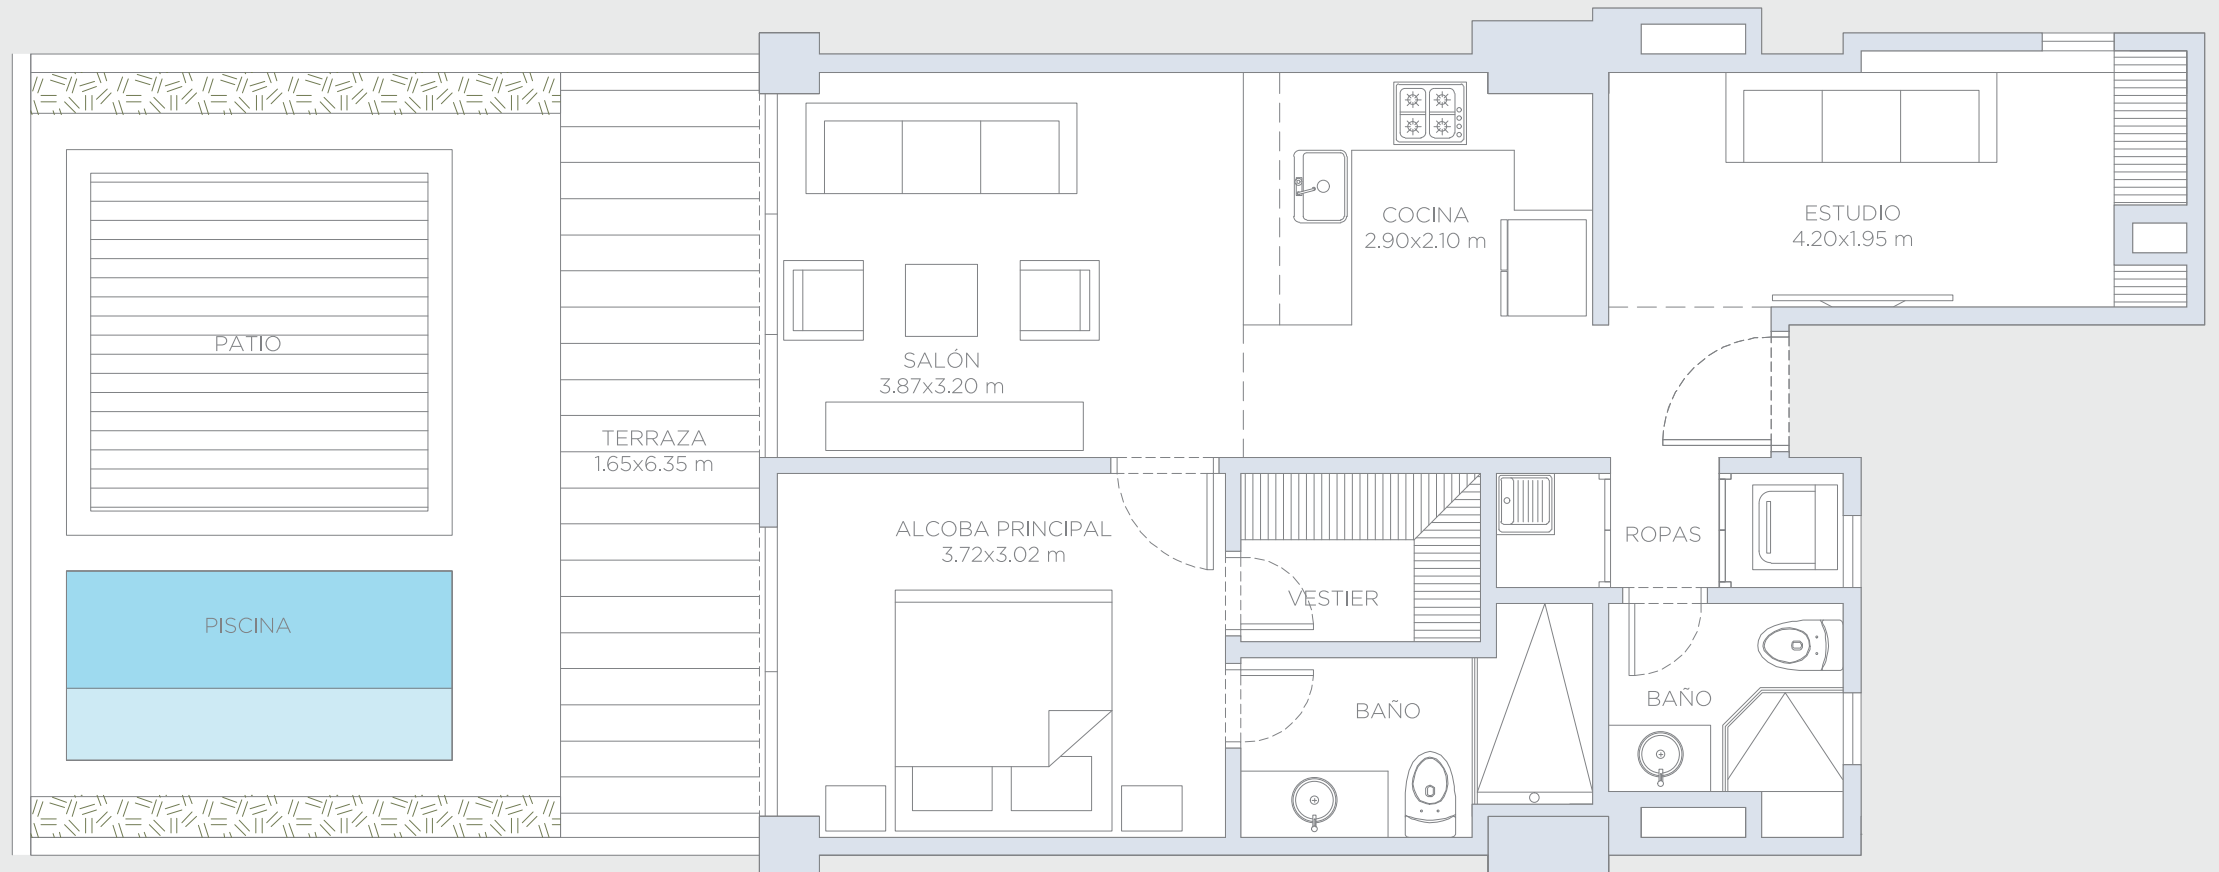 PATIO
PISCINA
TERRAZA
1.65x6.35 m
SALÓN
3.87x3.20 m
COCINA
2.90x2.10 m
ESTUDIO
4.20x1.95 m
ALCOBA PRINCIPAL
3.72x3.02 m
VESTIER
ROPAS
BAÑO
BAÑO